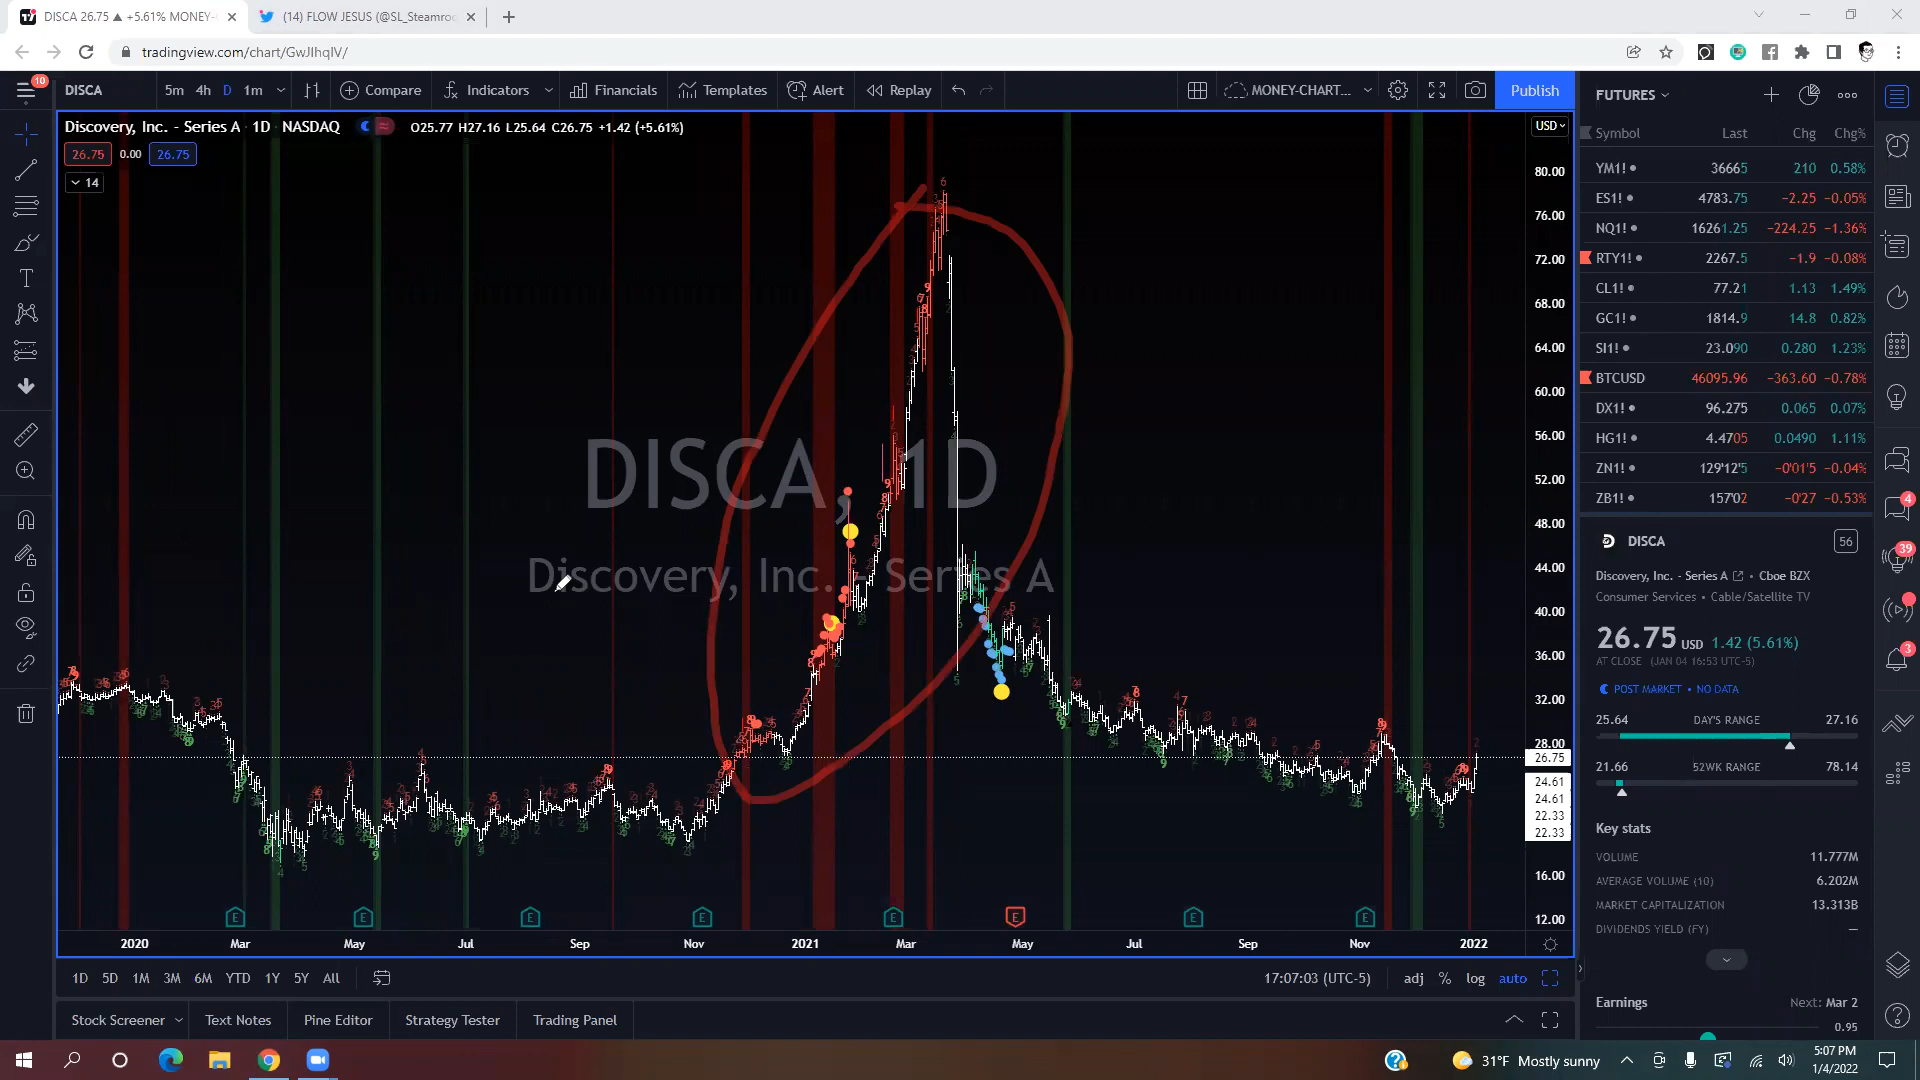 DISCA 26.75 ▲ +5.61% MONEY-
(14) FLOW JESUS (@SL_Steamroc
tradingview.com/chart/GwJIhqIV/
10
DISCA
5m 4h D 1m
Compare
Indicators
Financials
Templates
Alert
Replay
MONEY-CHART...
Publish
Discovery, Inc. - Series A 1D NASDAQ
O25.77 H27.16 L25.64 C26.75 +1.42 (+5.61%)
26.75 0.00 26.75
14
USD
80.00
76.00
72.00
68.00
64.00
60.00
56.00
52.00
48.00
44.00
40.00
36.00
32.00
28.00
26.75
24.61
24.61
22.33
22.33
16.00
12.00
DISCA, 1D
Discovery, Inc. - Series A
E E E E E E E E
2020 Mar May Jul Sep Nov 2021 Mar May Jul Sep Nov 2022
1D 5D 1M 3M 6M YTD 1Y 5Y All
17:07:03 (UTC-5) adj % log auto
Stock Screener Text Notes Pine Editor Strategy Tester Trading Panel
FUTURES
Symbol Last Chg Chg%
YM1! 36665 210 0.58%
ES1! 4783.75 −2.25 −0.05%
NQ1! 16261.25 −224.25 −1.36%
RTY1! 2267.5 −1.9 −0.08%
CL1! 77.21 1.13 1.49%
GC1! 1814.9 14.8 0.82%
SI1! 23.090 0.280 1.23%
BTCUSD 46095.96 −363.60 −0.78%
DX1! 96.275 0.065 0.07%
HG1! 4.4705 0.0490 1.11%
ZN1! 129'12'5 −0'01'5 −0.04%
ZB1! 157'02 −0'27 −0.53%
DISCA 56
Discovery, Inc. - Series A • Cboe BZX
Consumer Services • Cable/Satellite TV
26.75 USD 1.42 (5.61%)
AT CLOSE (JAN 04 16:53 UTC-5)
POST MARKET • NO DATA
25.64 DAY'S RANGE 27.16
21.66 52WK RANGE 78.14
Key stats
VOLUME 11.777M
AVERAGE VOLUME (10) 6.202M
MARKET CAPITALIZATION 13.313B
DIVIDENDS YIELD (FY) —
Earnings Next: Mar 2
0.95
4
39
3
31°F Mostly sunny
5:07 PM
1/4/2022